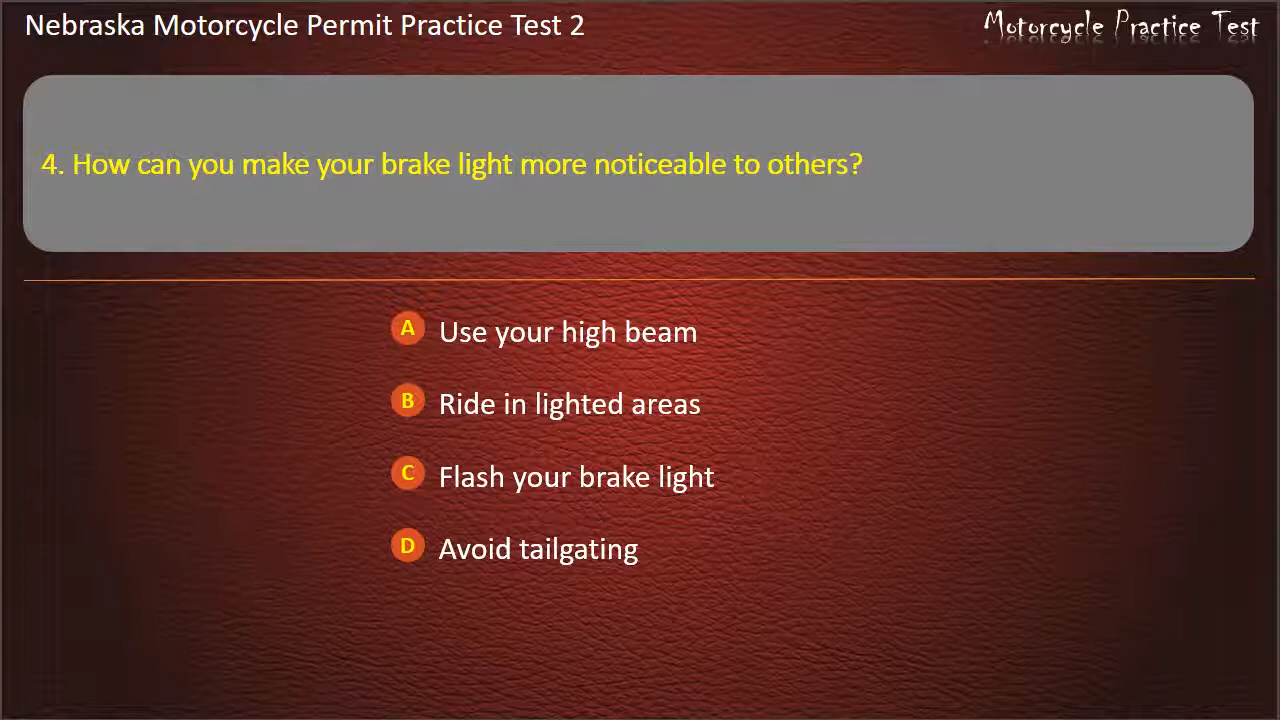 Nebraska Motorcycle Permit Practice Test 2
Motorcycle Practice Test
4. How can you make your brake light more noticeable to others?
A Use your high beam
B Ride in lighted areas
C Flash your brake light
D Avoid tailgating